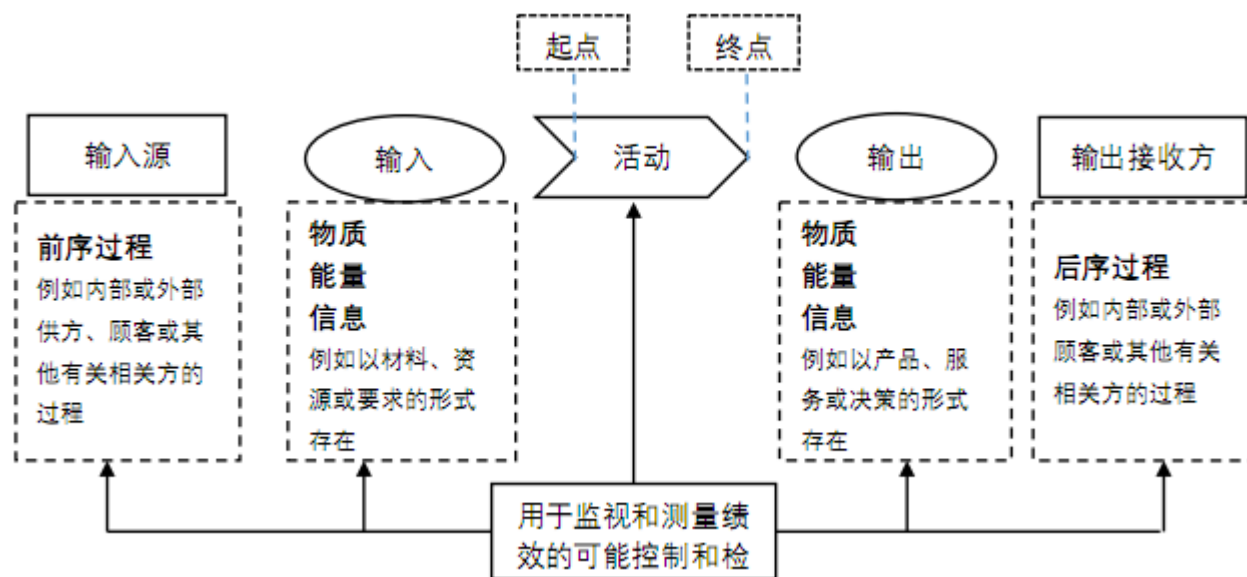 起点
终点
输入源
输入
活动
输出
输出接收方
前序过程
例如内部或外部
供方、顾客或其
他有关相关方的
过程
物质
能量
信息
例如以材料、资
源或要求的形式
存在
物质
能量
信息
例如以产品、服
务或决策的形式
存在
后序过程
例如内部或外部
顾客或其他有关
相关方的过程
用于监视和测量绩
效的可能控制和检